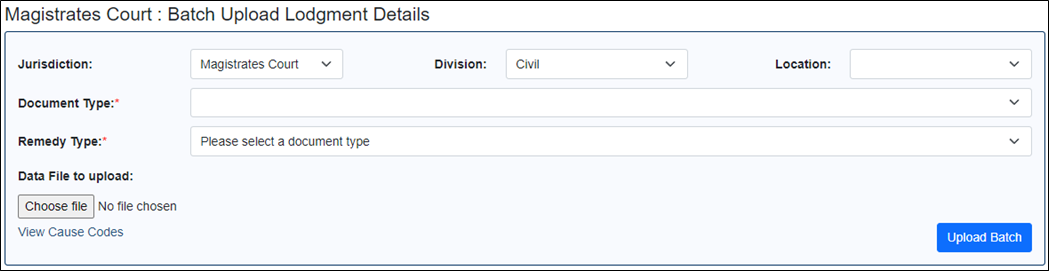 Magistrates Court : Batch Upload Lodgment Details
Jurisdiction: Magistrates Court Division: Civil Location:
Document Type:*
Remedy Type:* Please select a document type
Data File to upload:
Choose file No file chosen
View Cause Codes
Upload Batch